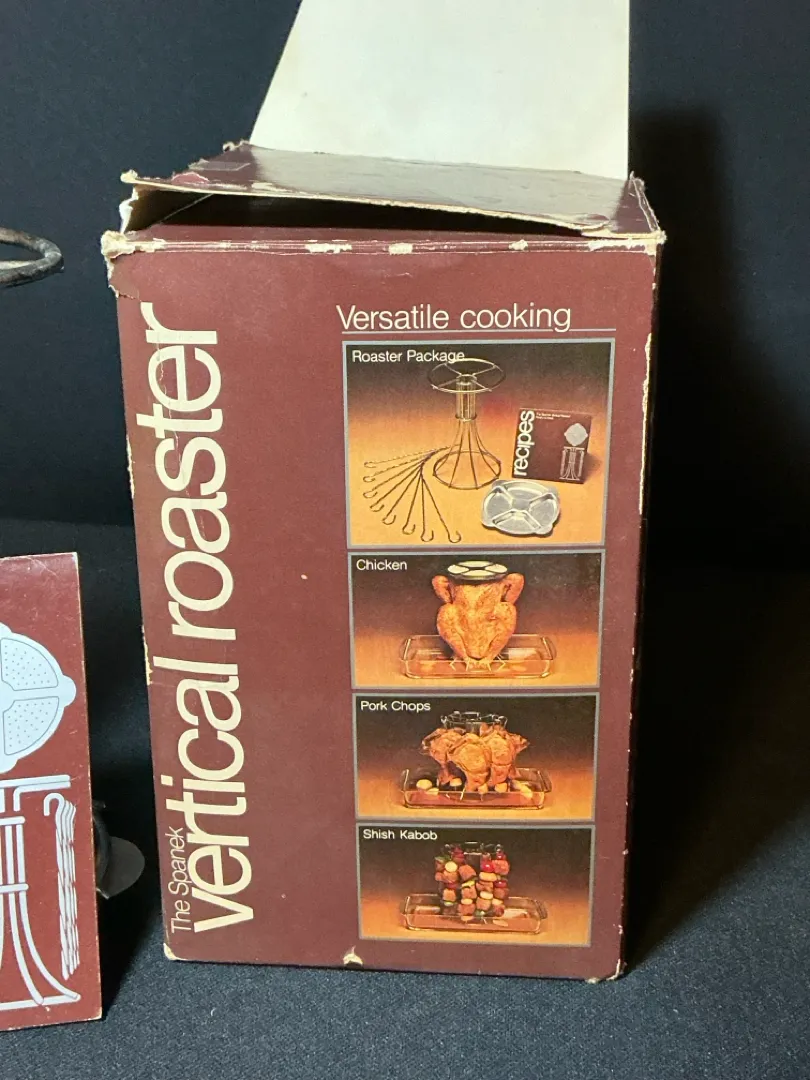 The Spanek
vertical roaster
Versatile cooking
Roaster Package
recipes
Chicken
Pork Chops
Shish Kabob